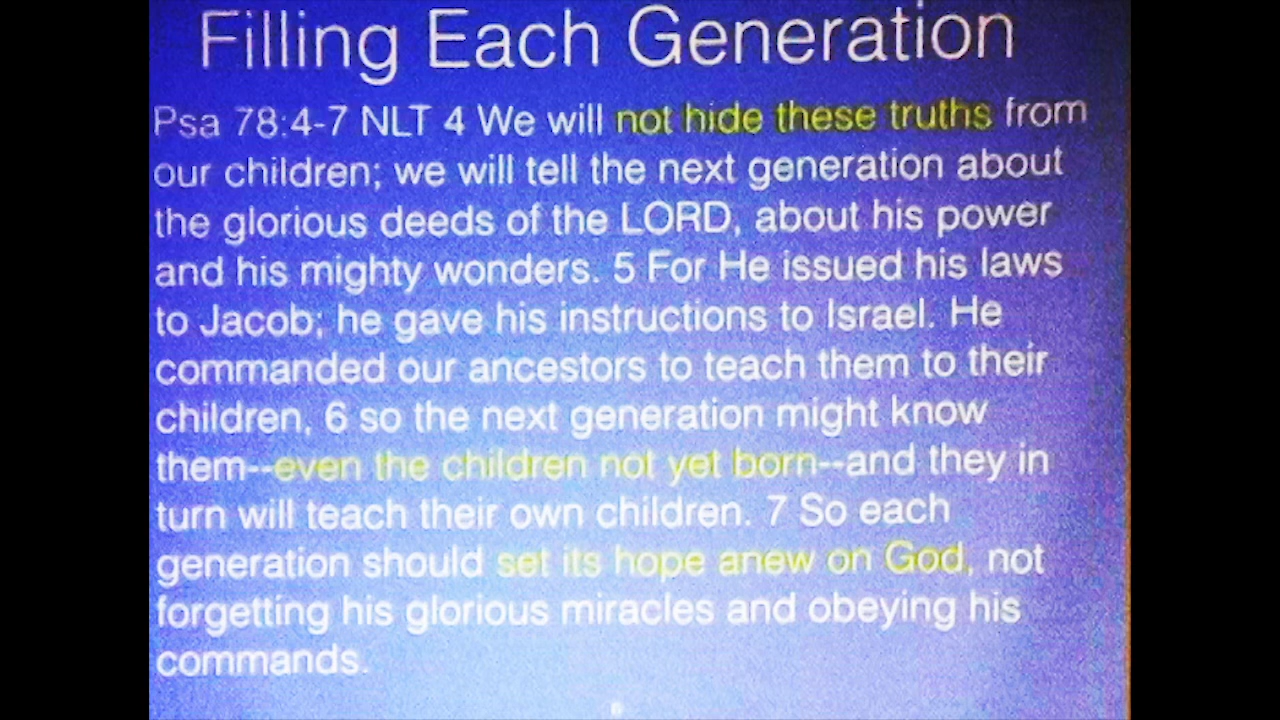 Filling Each Generation
Psa 78:4-7 NLT 4 We will not hide these truths from
our children; we will tell the next generation about
the glorious deeds of the LORD, about his power
and his mighty wonders. 5 For He issued his laws
to Jacob; he gave his instructions to Israel. He
commanded our ancestors to teach them to their
children, 6 so the next generation might know
them--even the children not yet born--and they in
turn will teach their own children. 7 So each
generation should set its hope anew on God, not
forgetting his glorious miracles and obeying his
commands.